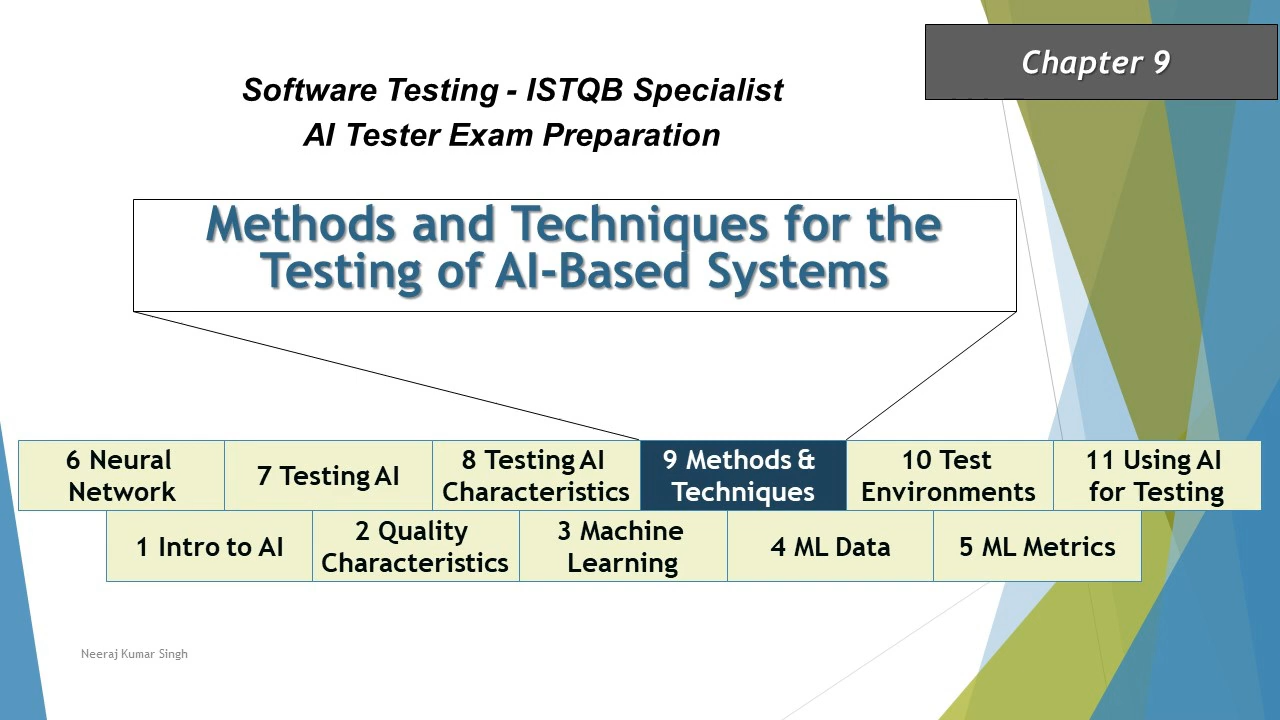 Chapter 9
Software Testing - ISTQB Specialist
AI Tester Exam Preparation
Methods and Techniques for the
Testing of AI-Based Systems
6 Neural
Network
7 Testing AI
8 Testing AI
Characteristics
9 Methods &
Techniques
10 Test
Environments
11 Using AI
for Testing
1 Intro to AI
2 Quality
Characteristics
3 Machine
Learning
4 ML Data
5 ML Metrics
Neeraj Kumar Singh